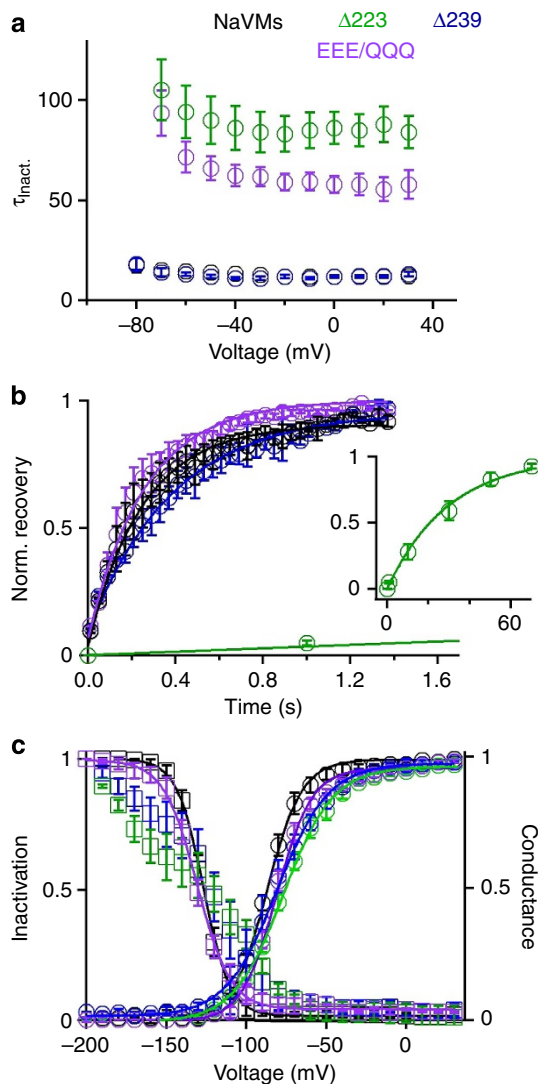 a NaVMs Δ223 Δ239
EEE/QQQ
100
50
0
τInact.
−80 −40 0 40
Voltage (mV)
b
1
0.5
0
Norm. recovery
1
0.5
0
0 60
0.0 0.4 0.8 1.2 1.6
Time (s)
c
1
0.5
0
Inactivation
1
0.5
0
Conductance
−200 −150 −100 −50 0
Voltage (mV)